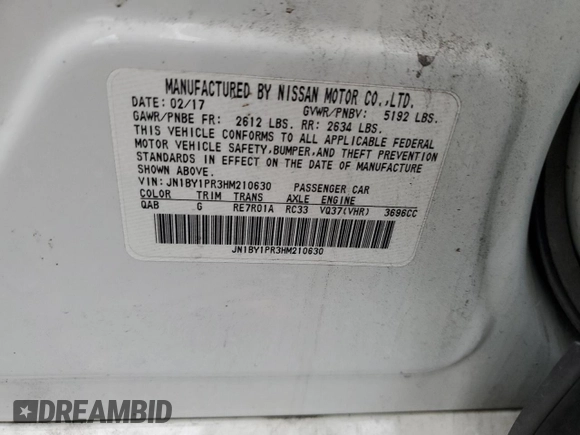 MANUFACTURED BY NISSAN MOTOR CO.,LTD.
DATE: 02/17 GVWR/PNBV: 5192 LBS.
GAWR/PNBE FR: 2612 LBS. RR: 2634 LBS.
THIS VEHICLE CONFORMS TO ALL APPLICABLE FEDERAL
MOTOR VEHICLE SAFETY,BUMPER,AND THEFT PREVENTION
STANDARDS IN EFFECT ON THE DATE OF MANUFACTURE
SHOWN ABOVE.
VIN: JN1BY1PR3HM210630 PASSENGER CAR
COLOR TRIM TRANS AXLE ENGINE
QAB G RE7R01A RC33 VQ37(VHR) 3696CC
JN1BY1PR3HM210630
DREAMBID